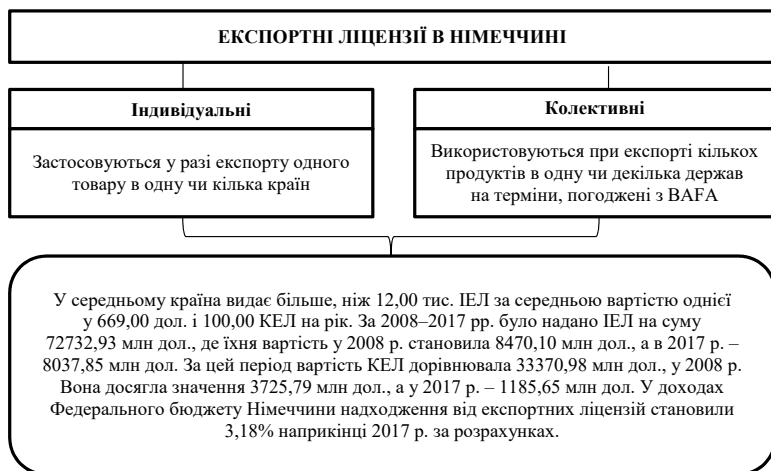 ЕКСПОРТНІ ЛІЦЕНЗІЇ В НІМЕЧЧИНІ
Індивідуальні
Застосовуються у разі експорту одного
товару в одну чи кілька країн
Колективні
Використовуються при експорті кількох
продуктів в одну чи декілька держав
на терміни, погоджені з BAFA
У середньому країна видає більше, ніж 12,00 тис. ІЕЛ за середньою вартістю однієї
у 669,00 дол. і 100,00 КЕЛ на рік. За 2008–2017 рр. було надано ІЕЛ на суму
72732,93 млн дол., де їхня вартість у 2008 р. становила 8470,10 млн дол., а в 2017 р. –
8037,85 млн дол. За цей період вартість КЕЛ дорівнювала 33370,98 млн дол., у 2008 р.
Вона досягла значення 3725,79 млн дол., а у 2017 р. – 1185,65 млн дол. У доходах
Федерального бюджету Німеччини надходження від експортних ліцензій становили
3,18% наприкінці 2017 р. за розрахунках.